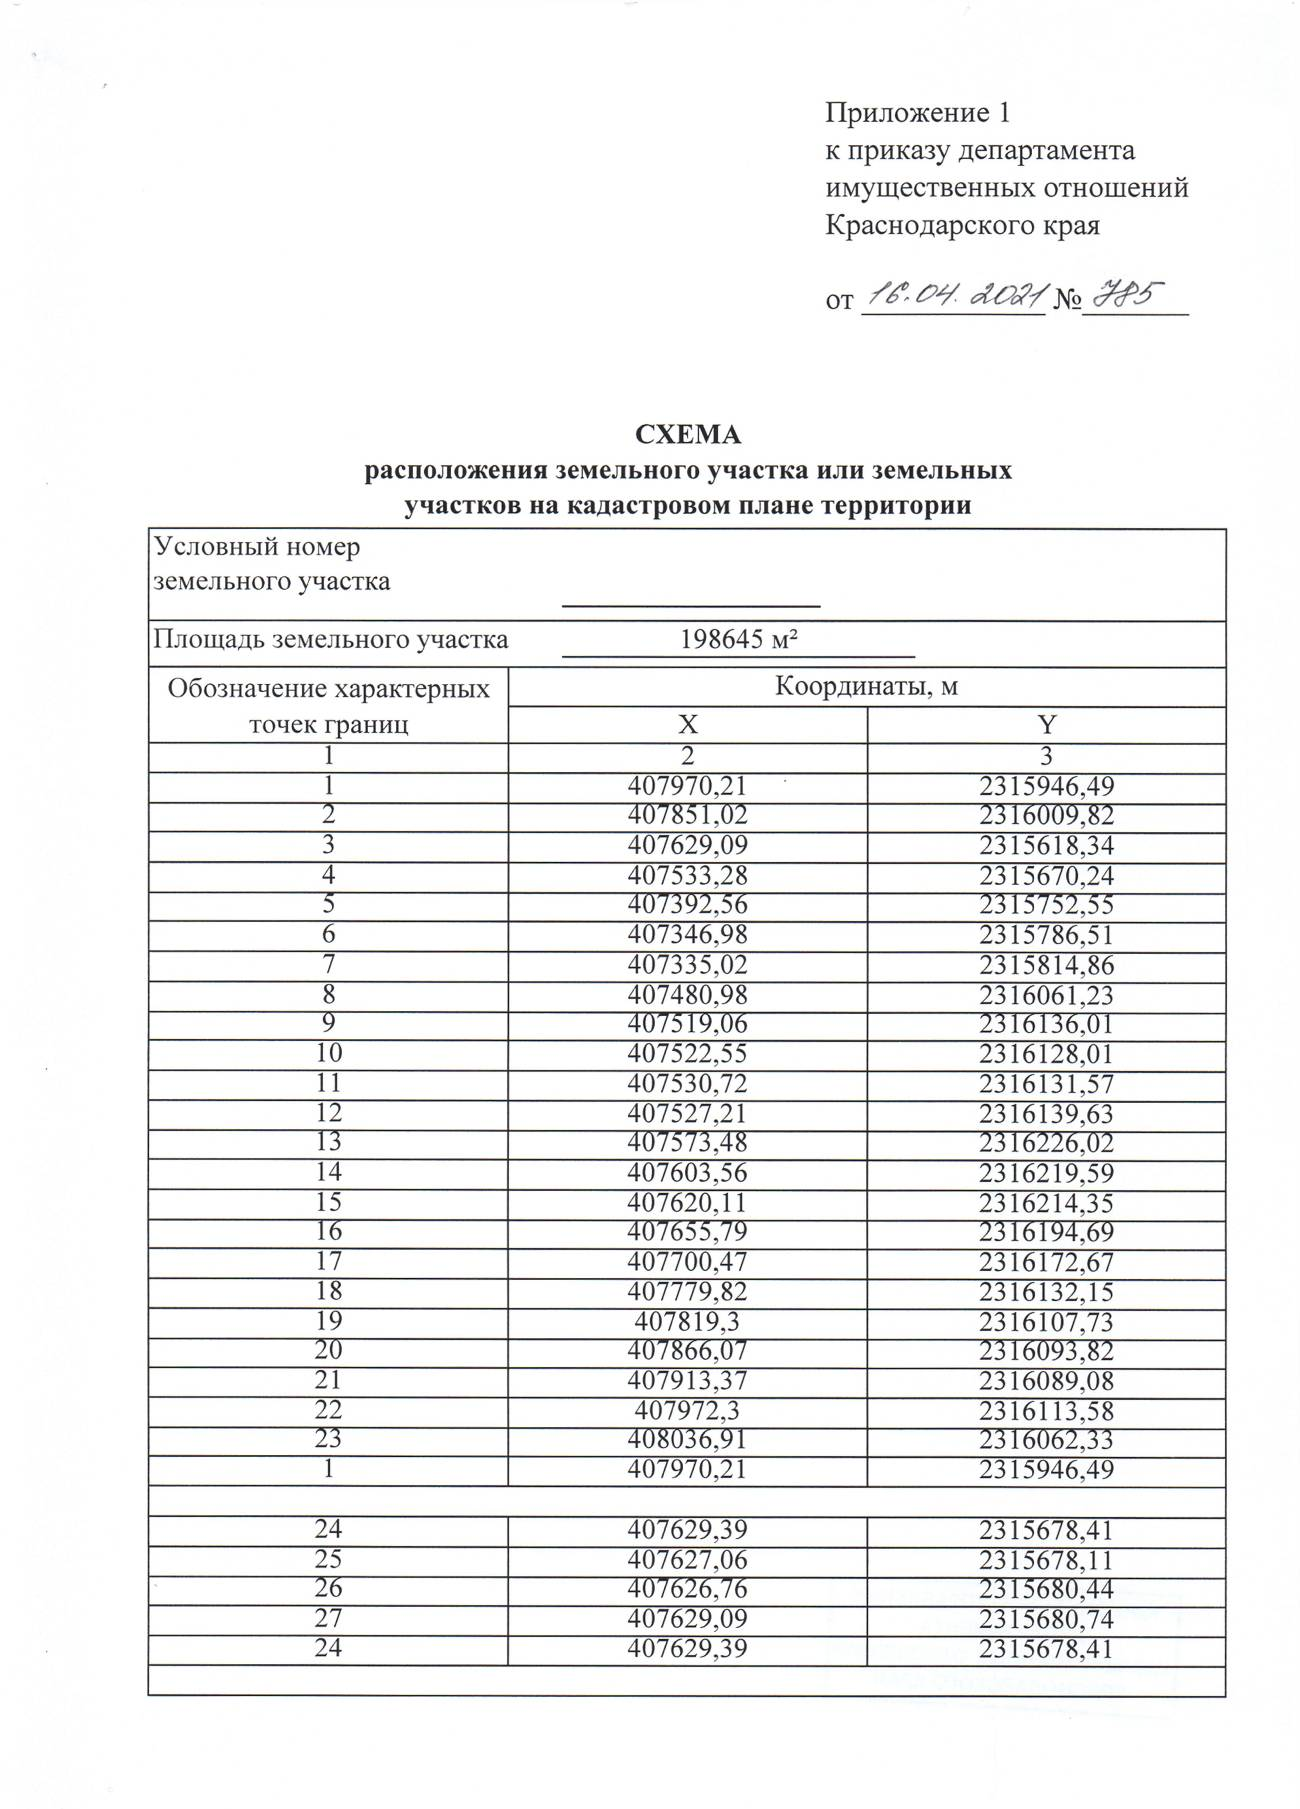 Приложение 1
к приказу департамента
имущественных отношений
Краснодарского края
от 16.04.2021 № 785
СХЕМА
расположения земельного участка или земельных
участков на кадастровом плане территории
Условный номер
земельного участка
Площадь земельного участка 198645 м²
Обозначение характерных точек границ Координаты, м
X Y
1 2 3
1 407970,21 2315946,49
2 407851,02 2316009,82
3 407629,09 2315618,34
4 407533,28 2315670,24
5 407392,56 2315752,55
6 407346,98 2315786,51
7 407335,02 2315814,86
8 407480,98 2316061,23
9 407519,06 2316136,01
10 407522,55 2316128,01
11 407530,72 2316131,57
12 407527,21 2316139,63
13 407573,48 2316226,02
14 407603,56 2316219,59
15 407620,11 2316214,35
16 407655,79 2316194,69
17 407700,47 2316172,67
18 407779,82 2316132,15
19 407819,3 2316107,73
20 407866,07 2316093,82
21 407913,37 2316089,08
22 407972,3 2316113,58
23 408036,91 2316062,33
1 407970,21 2315946,49
24 407629,39 2315678,41
25 407627,06 2315678,11
26 407626,76 2315680,44
27 407629,09 2315680,74
24 407629,39 2315678,41